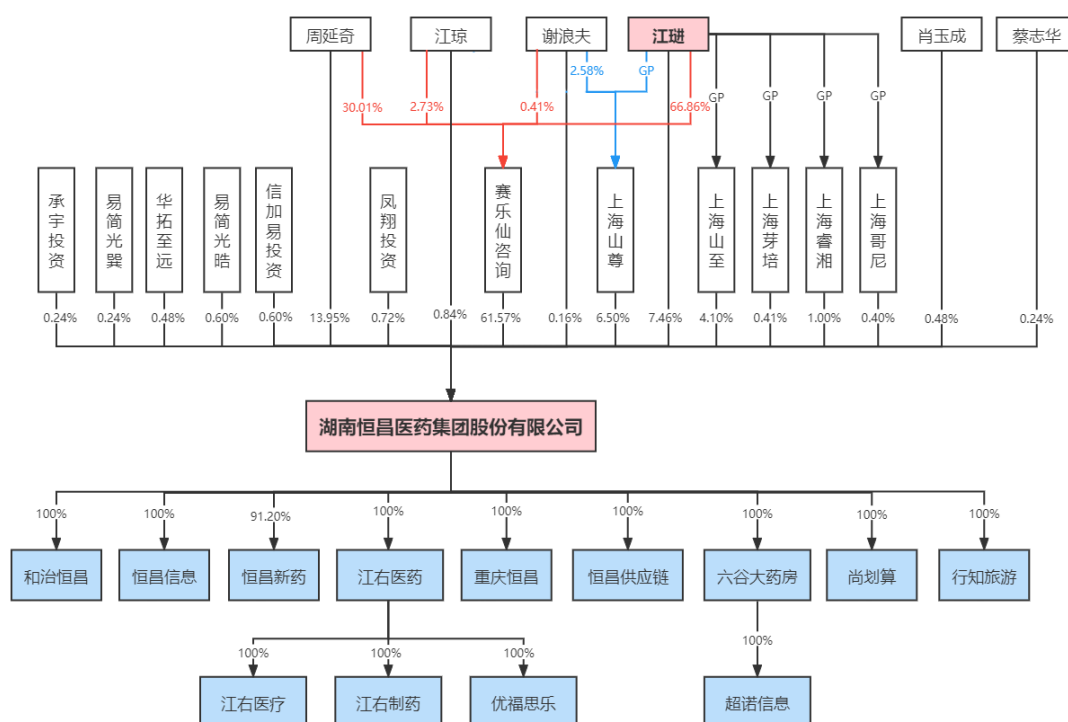 周延奇
江琼
谢浪夫
江琎
肖玉成
蔡志华
2.58%
GP
30.01%
2.73%
0.41%
66.86%
GP
GP
GP
GP
承宇投资
易简光巽
华拓至远
易简光晧
信加易投资
凤翔投资
赛乐仙咨询
上海山尊
上海山至
上海芽培
上海睿湘
上海哥尼
0.24%
0.24%
0.48%
0.60%
0.60%
13.95%
0.72%
0.84%
61.57%
0.16%
6.50%
7.46%
4.10%
0.41%
1.00%
0.40%
0.48%
0.24%
湖南恒昌医药集团股份有限公司
100%
100%
91.20%
100%
100%
100%
100%
100%
100%
和治恒昌
恒昌信息
恒昌新药
江右医药
重庆恒昌
恒昌供应链
六谷大药房
尚划算
行知旅游
100%
100%
100%
100%
江右医疗
江右制药
优福思乐
超诺信息